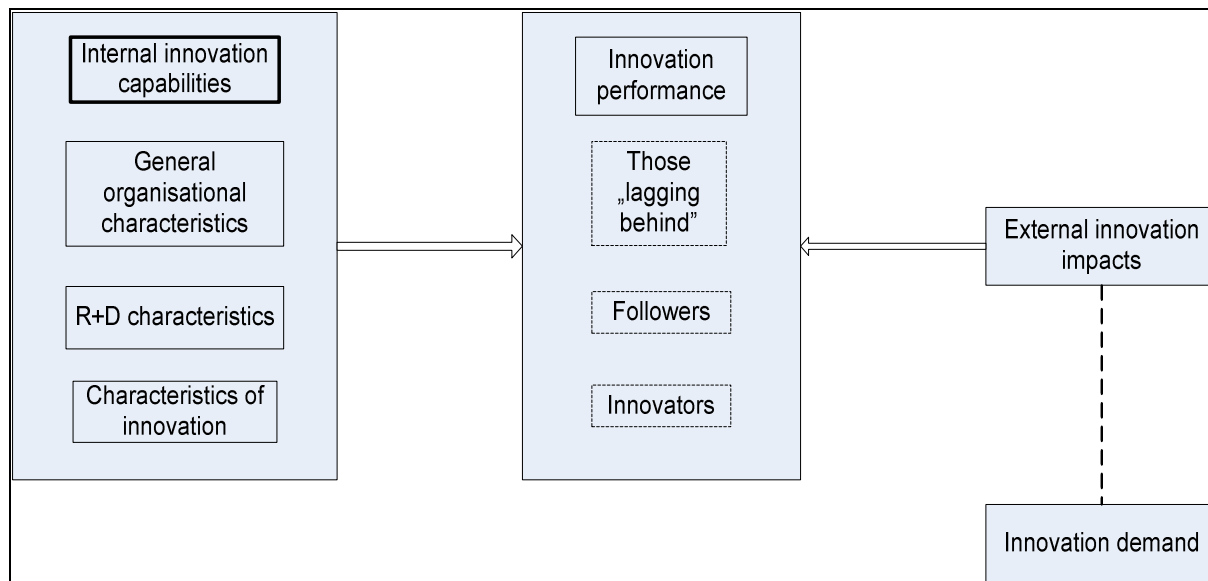 Internal innovation
capabilities
General
organisational
characteristics
R+D characteristics
Characteristics of
innovation
Innovation
performance
Those
„lagging
behind”
Followers
Innovators
External innovation
impacts
Innovation demand